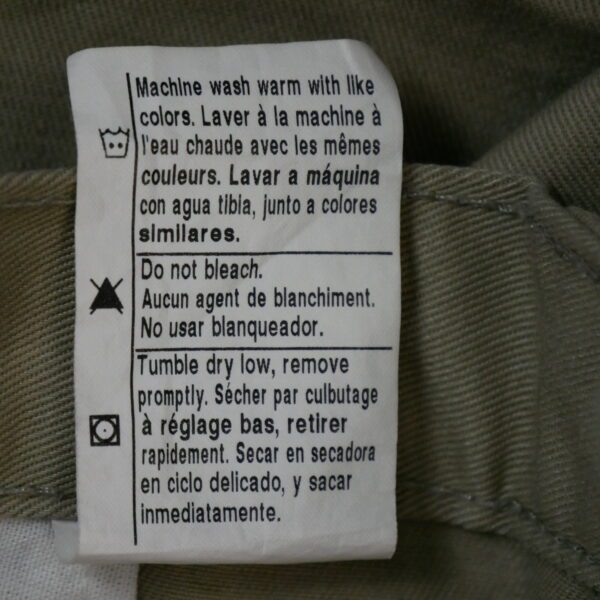 Machine wash warm with like
colors. Laver à la machine à
l'eau chaude avec les mêmes
couleurs. Lavar a máquina
con agua tibia, junto a colores
similares.
Do not bleach.
Aucun agent de blanchiment.
No usar blanqueador.
Tumble dry low, remove
promptly. Sécher par culbutage
à réglage bas, retirer
rapidement. Secar en secadora
en ciclo delicado, y sacar
inmediatamente.